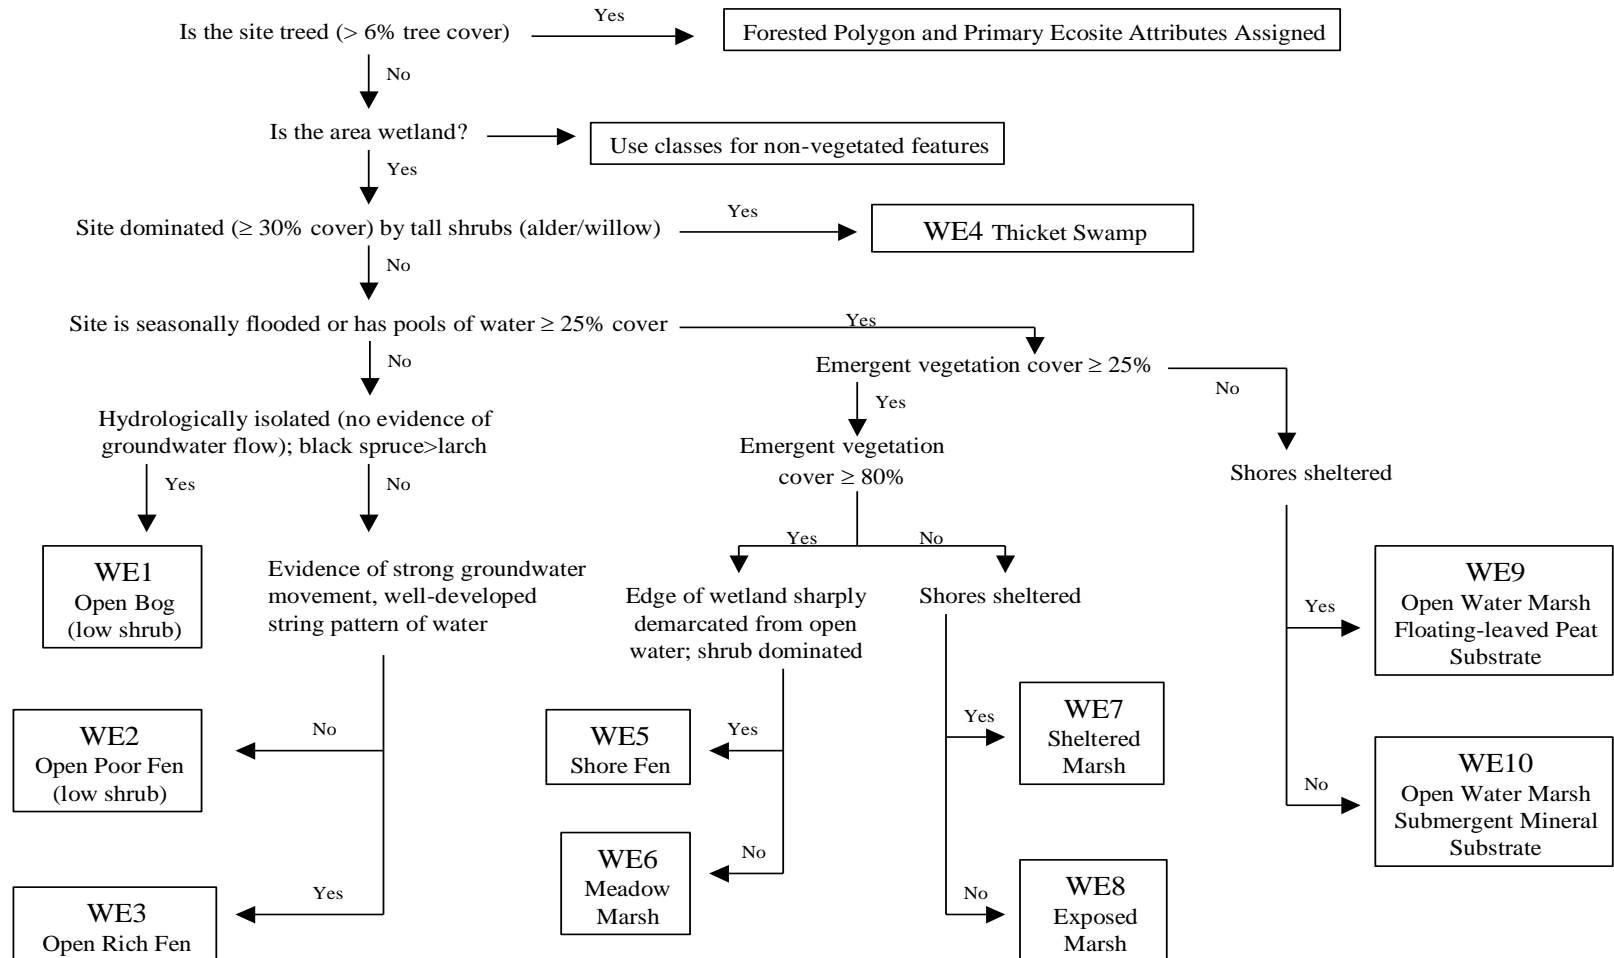 Is the site treed (> 6% tree cover)
Yes
Forested Polygon and Primary Ecosite Attributes Assigned
No
Is the area wetland?
Use classes for non-vegetated features
Yes
Site dominated (≥ 30% cover) by tall shrubs (alder/willow)
Yes
WE4 Thicket Swamp
No
Site is seasonally flooded or has pools of water ≥ 25% cover
Yes
No
Emergent vegetation cover ≥ 25%
Yes
No
Hydrologically isolated (no evidence of
groundwater flow); black spruce>larch
Yes
No
Emergent vegetation
cover ≥ 80%
Yes
No
Shores sheltered
WE1
Open Bog
(low shrub)
Evidence of strong groundwater
movement, well-developed
string pattern of water
Edge of wetland sharply
demarcated from open
water; shrub dominated
Shores sheltered
Yes
WE9
Open Water Marsh
Floating-leaved Peat
Substrate
No
WE2
Open Poor Fen
(low shrub)
Yes
WE5
Shore Fen
Yes
WE7
Sheltered
Marsh
No
WE10
Open Water Marsh
Submergent Mineral
Substrate
No
WE6
Meadow
Marsh
Yes
WE3
Open Rich Fen
No
WE8
Exposed
Marsh